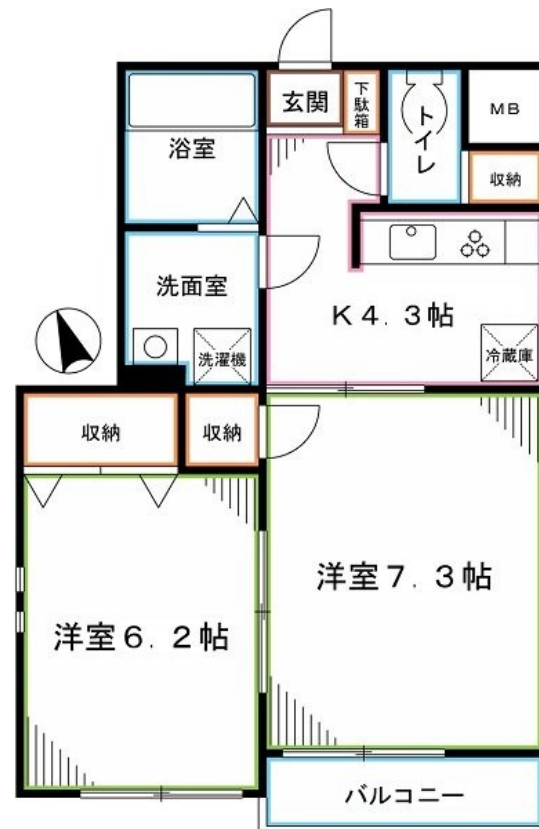 玄関
下駄箱
トイレ
MB
浴室
収納
洗面室
K4.3帖
洗濯機
冷蔵庫
収納
収納
洋室7.3帖
洋室6.2帖
バルコニー